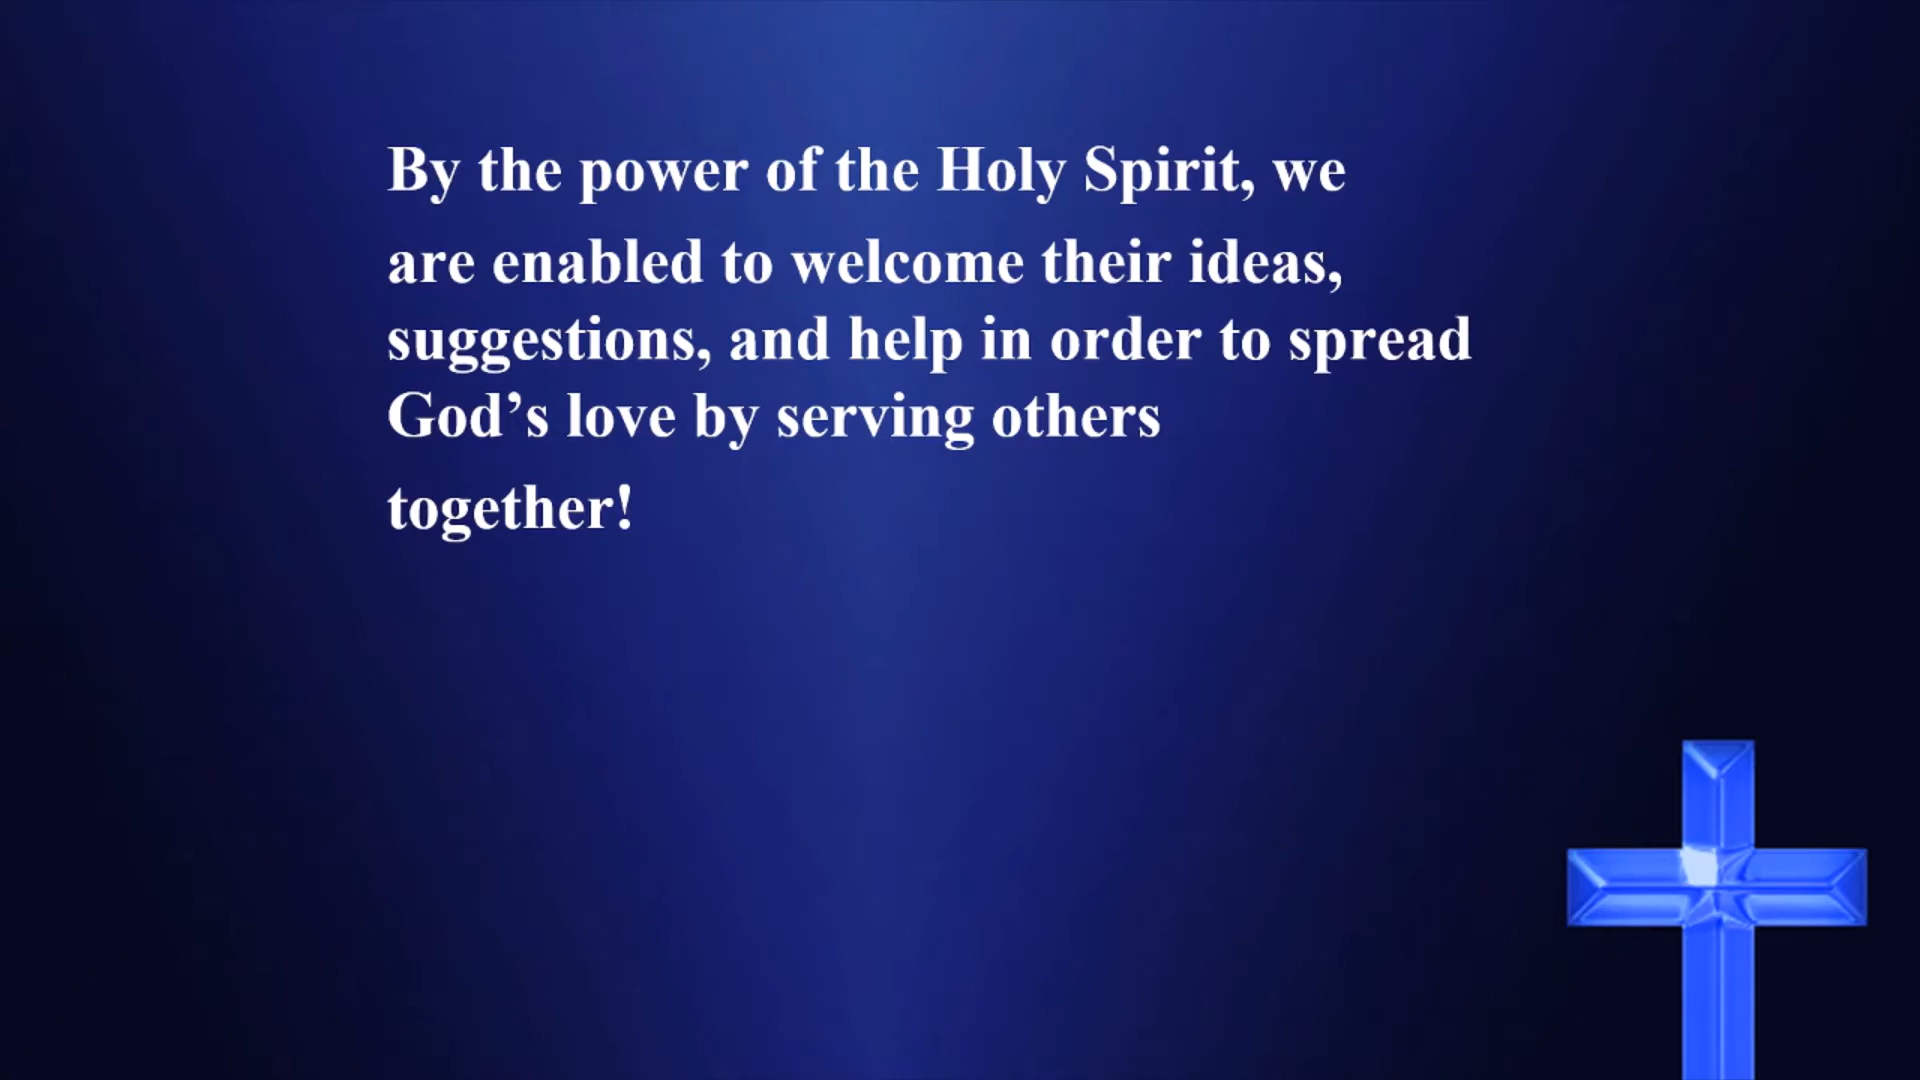 By the power of the Holy Spirit, we
are enabled to welcome their ideas,
suggestions, and help in order to spread
God’s love by serving others
together!